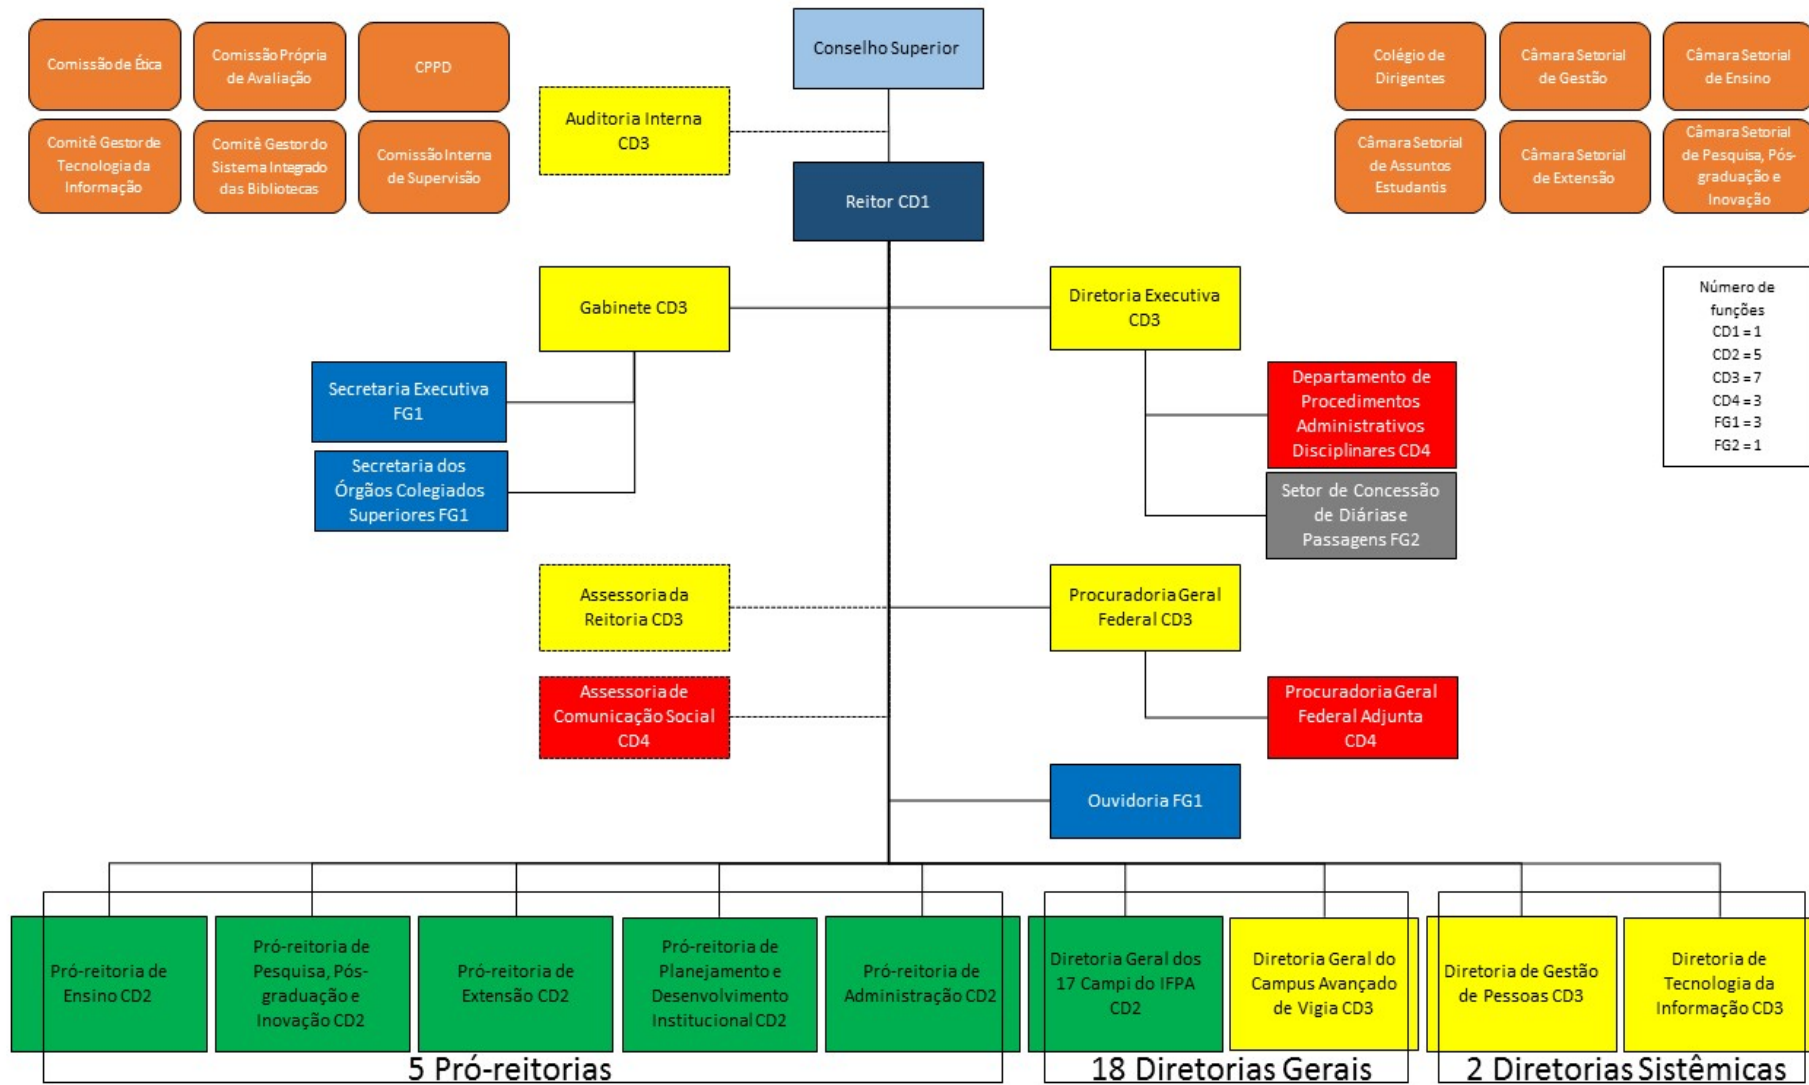 Comissão de Ética
Comissão Própria
de Avaliação
CPPD
Comitê Gestor de
Tecnologia da
Informação
Comitê Gestor do
Sistema Integrado
das Bibliotecas
Comissão Interna
de Supervisão
Conselho Superior
Auditoria Interna
CD3
Reitor CD1
Colégio de
Dirigentes
Câmara Setorial
de Gestão
Câmara Setorial
de Ensino
Câmara Setorial
de Assuntos
Estudantis
Câmara Setorial
de Extensão
Câmara Setorial
de Pesquisa, Pós-
graduação e
Inovação
Número de
funções
CD1 = 1
CD2 = 5
CD3 = 7
CD4 = 3
FG1 = 3
FG2 = 1
Gabinete CD3
Diretoria Executiva
CD3
Secretaria Executiva
FG1
Secretaria dos
Órgãos Colegiados
Superiores FG1
Departamento de
Procedimentos
Administrativos
Disciplinares CD4
Setor de Concessão
de Diárias e
Passagens FG2
Assessoria da
Reitoria CD3
Procuradoria Geral
Federal CD3
Assessoria de
Comunicação Social
CD4
Procuradoria Geral
Federal Adjunta
CD4
Ouvidoria FG1
Pró-reitoria de
Ensino CD2
Pró-reitoria de
Pesquisa, Pós-
graduação e
Inovação CD2
Pró-reitoria de
Extensão CD2
Pró-reitoria de
Planejamento e
Desenvolvimento
Institucional CD2
Pró-reitoria de
Administração CD2
Diretoria Geral dos
17 Campi do IFPA
CD2
Diretoria Geral do
Campus Avançado
de Vigia CD3
Diretoria de Gestão
de Pessoas CD3
Diretoria de
Tecnologia da
Informação CD3
5 Pró-reitorias
18 Diretorias Gerais
2 Diretorias Sistêmicas